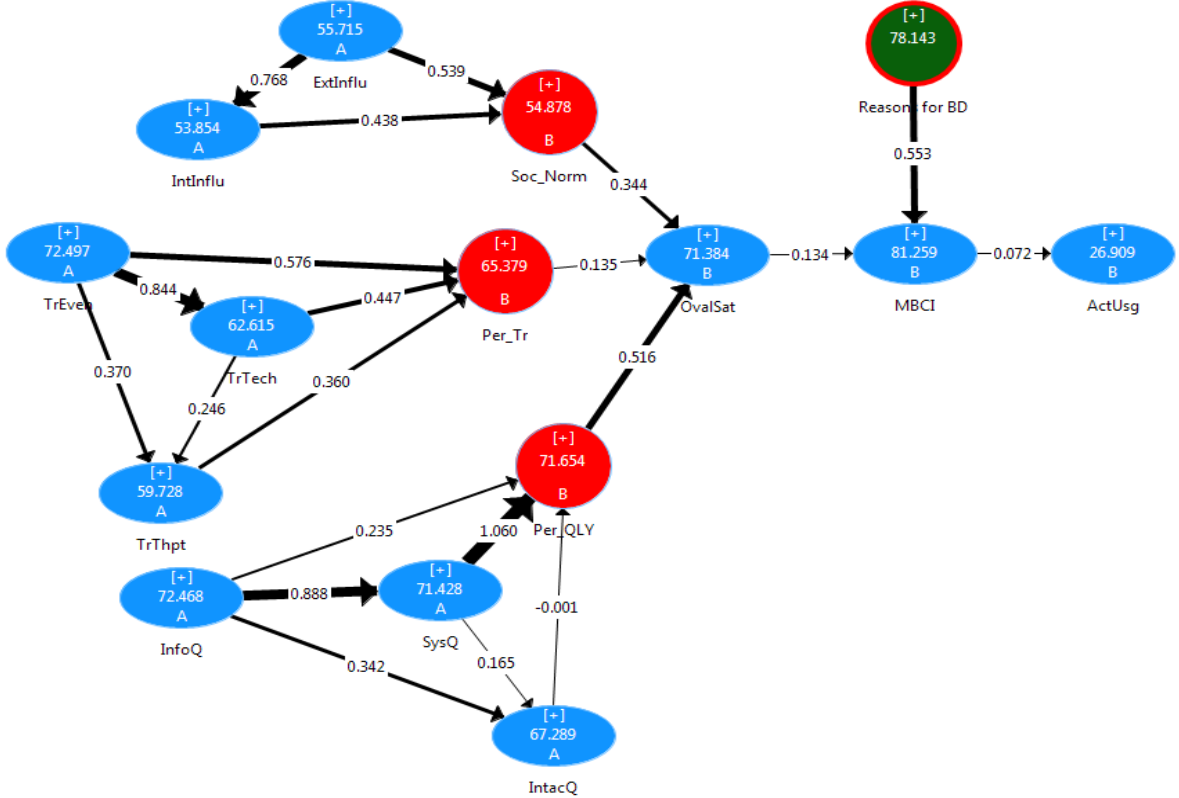 [+]
55.715
A
ExtInflu
[+]
78.143
Reasons for BD
0.768
0.539
[+]
53.854
A
IntInflu
0.438
[+]
54.878
B
Soc_Norm
0.553
0.344
[+]
72.497
A
TrEven
0.576
0.844
[+]
62.615
A
TrTech
0.447
[+]
65.379
B
Per_Tr
0.135
[+]
71.384
B
OvalSat
0.134
[+]
81.259
B
MBCI
0.072
[+]
26.909
B
ActUsg
0.370
0.246
0.360
0.516
[+]
59.728
A
TrThpt
[+]
71.654
B
Per_QLY
0.235
1.060
[+]
72.468
A
InfoQ
0.888
[+]
71.428
A
SysQ
-0.001
0.342
0.165
[+]
67.289
A
IntacQ